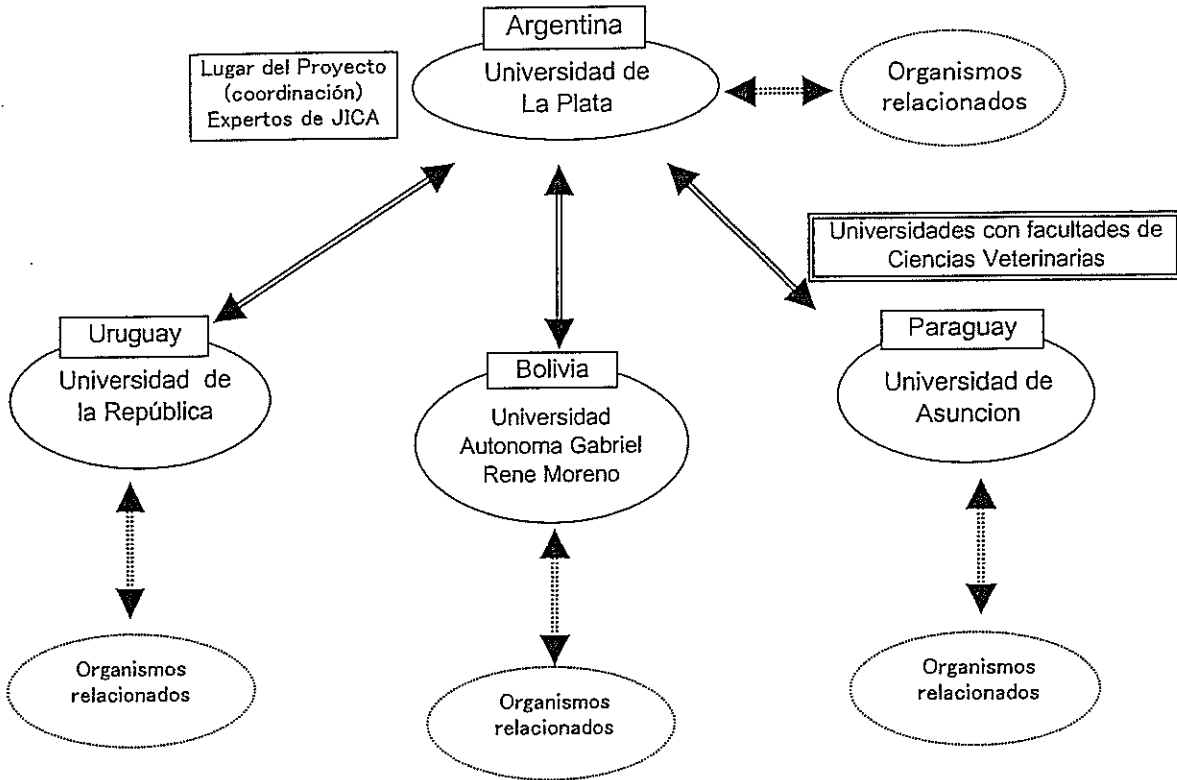 Argentina
Universidad de
La Plata
Lugar del Proyecto
(coordinación)
Expertos de JICA
Organismos
relacionados
Universidades con facultades de
Ciencias Veterinarias
Uruguay
Universidad de
la República
Bolivia
Universidad
Autonoma Gabriel
Rene Moreno
Paraguay
Universidad de
Asuncion
Organismos
relacionados
Organismos
relacionados
Organismos
relacionados